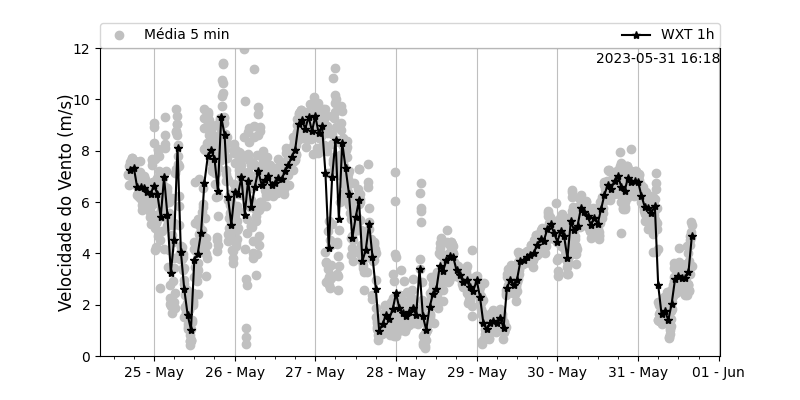 Média 5 min
WXT 1h
2023-05-31 16:18
Velocidade do Vento (m/s)
12
10
8
6
4
2
0
25 - May
26 - May
27 - May
28 - May
29 - May
30 - May
31 - May
01 - Jun